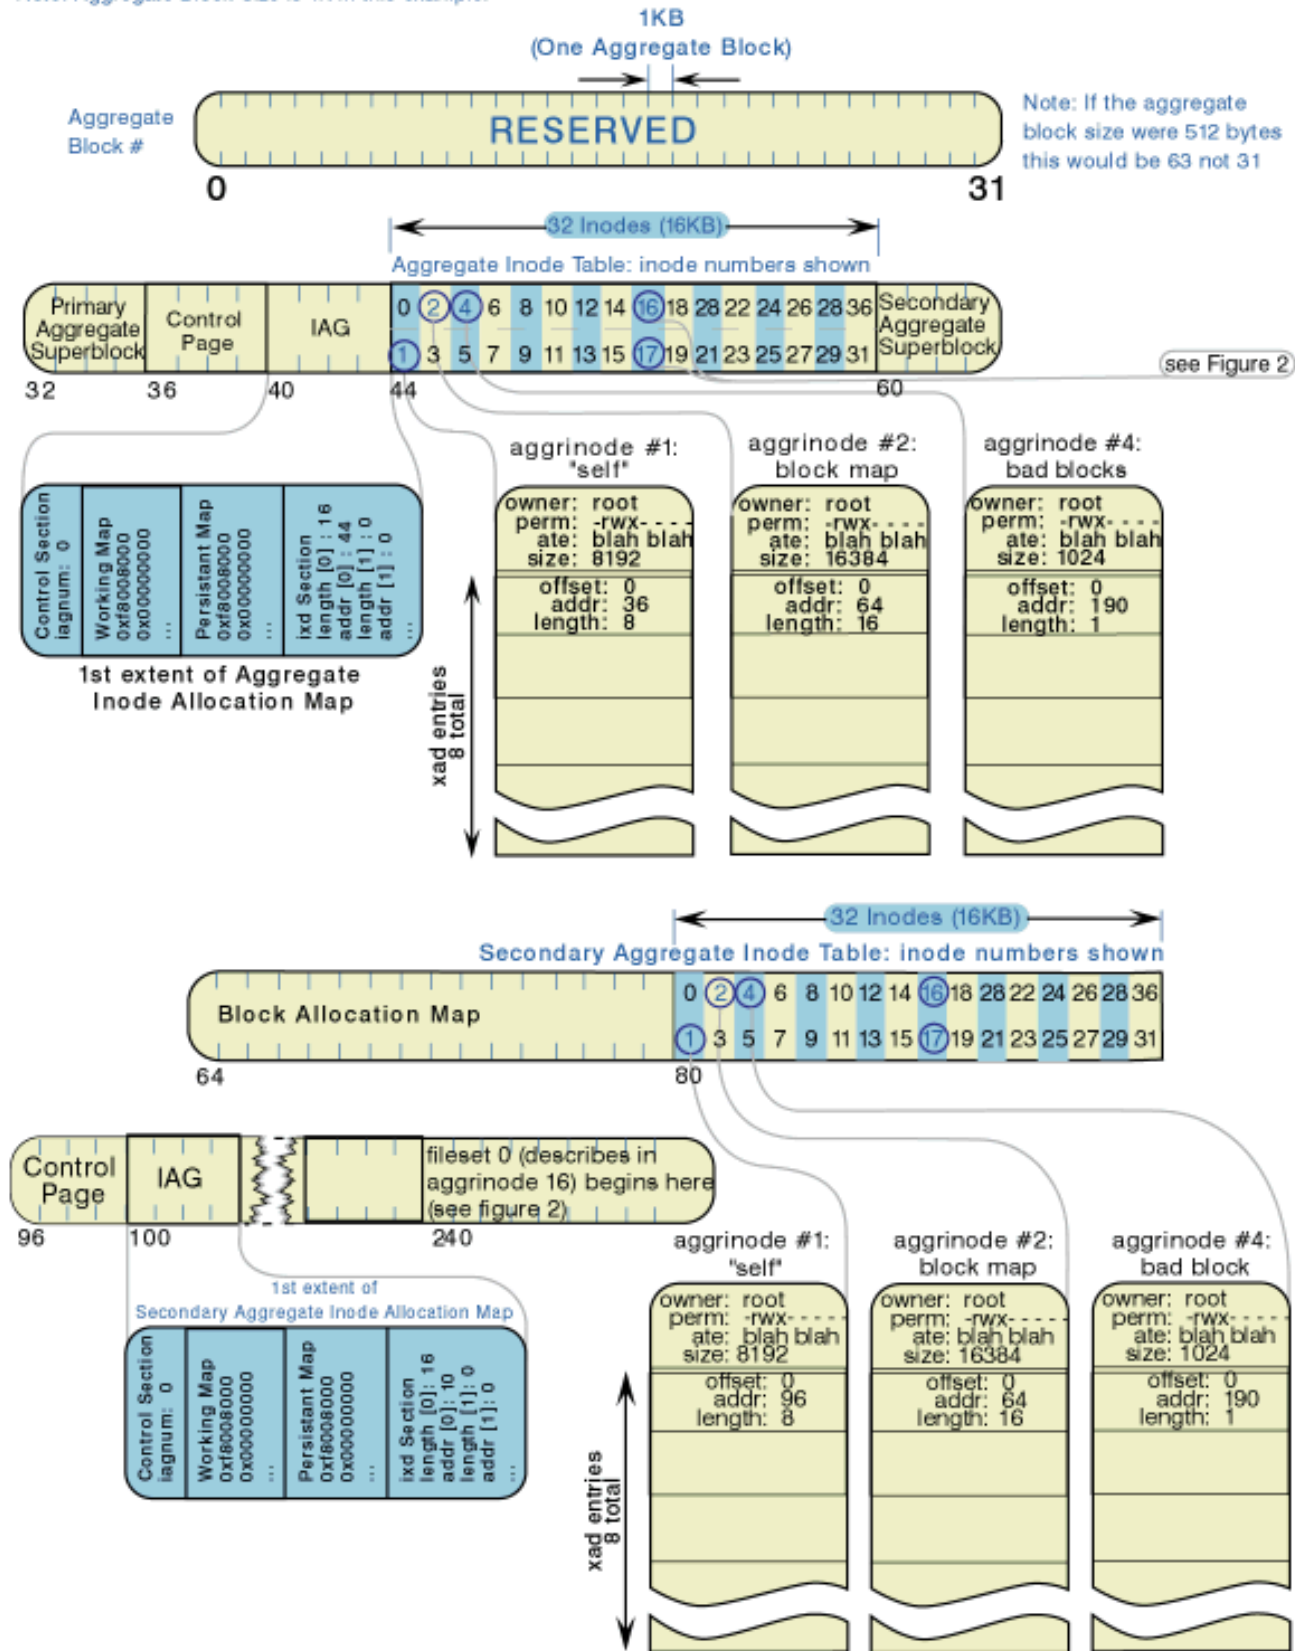 1KB
(One Aggregate Block)
Aggregate
Block #
RESERVED
0
31
Note: If the aggregate
block size were 512 bytes
this would be 63 not 31
32 Inodes (16KB)
Aggregate Inode Table: inode numbers shown
Primary
Aggregate
Superblock
Control
Page
IAG
0 2 4 6 8 10 12 14 16 18 28 22 24 26 28 36
1 3 5 7 9 11 13 15 17 19 21 23 25 27 29 31
Secondary
Aggregate
Superblock
32 36 40 44 60
see Figure 2
Control Section
iagnum: 0
Working Map
0xf8008000
0x00000000
...
Persistant Map
0xf8008000
0x00000000
...
ixd Section
length [0] : 16
addr [0] : 44
length [1] : 0
addr [1] : 0
...
1st extent of Aggregate
Inode Allocation Map
aggrinode #1:
"self"
owner: root
perm: -rwx- - - -
ate: blah blah
size: 8192
offset: 0
addr: 36
length: 8
aggrinode #2:
block map
owner: root
perm: -rwx- - - -
ate: blah blah
size: 16384
offset: 0
addr: 64
length: 16
aggrinode #4:
bad blocks
owner: root
perm: -rwx- - - -
ate: blah blah
size: 1024
offset: 0
addr: 190
length: 1
xad entries
8 total
32 Inodes (16KB)
Secondary Aggregate Inode Table: inode numbers shown
Block Allocation Map
0 2 4 6 8 10 12 14 16 18 28 22 24 26 28 36
1 3 5 7 9 11 13 15 17 19 21 23 25 27 29 31
64
80
Control
Page
IAG
fileset 0 (describes in
aggrinode 16) begins here
(see figure 2)
96 100 240
1st extent of
Secondary Aggregate Inode Allocation Map
Control Section
iagnum: 0
Working Map
0xf8008000
0x00000000
...
Persistant Map
0xf8008000
0x00000000
...
ixd Section
length [0]: 16
addr [0]: 10
length [1]: 0
addr [1]: 0
...
aggrinode #1:
"self"
owner: root
perm: -rwx- - - - -
ate: blah blah
size: 8192
offset: 0
addr: 96
length: 8
aggrinode #2:
block map
owner: root
perm: -rwx- - - - -
ate: blah blah
size: 16384
offset: 0
addr: 64
length: 16
aggrinode #4:
bad block
owner: root
perm: -rwx- - - - -
ate: blah blah
size: 1024
offset: 0
addr: 190
length: 1
xad entries
8 total